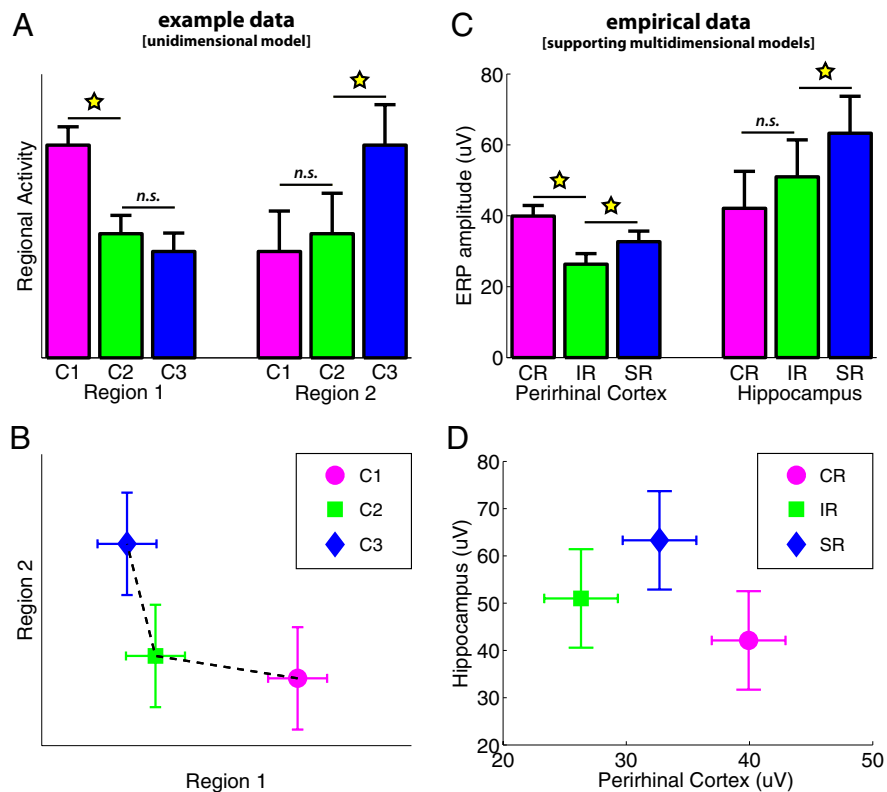 A
example data
[unidimensional model]
Regional Activity
n.s.
n.s.
C1 C2 C3
Region 1
C1 C2 C3
Region 2
C
empirical data
[supporting multidimensional models]
ERP amplitude (uV)
80
60
40
20
0
n.s.
CR IR SR
Perirhinal Cortex
CR IR SR
Hippocampus
B
Region 2
C1
C2
C3
Region 1
D
Hippocampus (uV)
80
70
60
50
40
30
20
CR
IR
SR
20 30 40 50
Perirhinal Cortex (uV)